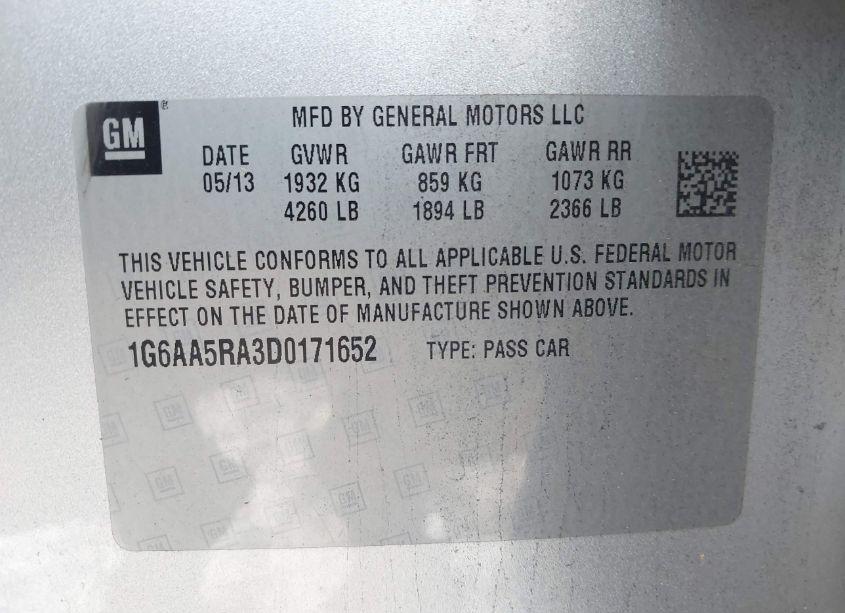 GM
MFD BY GENERAL MOTORS LLC
DATE GVWR GAWR FRT GAWR RR
05/13 1932 KG 859 KG 1073 KG
4260 LB 1894 LB 2366 LB
THIS VEHICLE CONFORMS TO ALL APPLICABLE U.S. FEDERAL MOTOR
VEHICLE SAFETY, BUMPER, AND THEFT PREVENTION STANDARDS IN
EFFECT ON THE DATE OF MANUFACTURE SHOWN ABOVE.
1G6AA5RA3D0171652 TYPE: PASS CAR